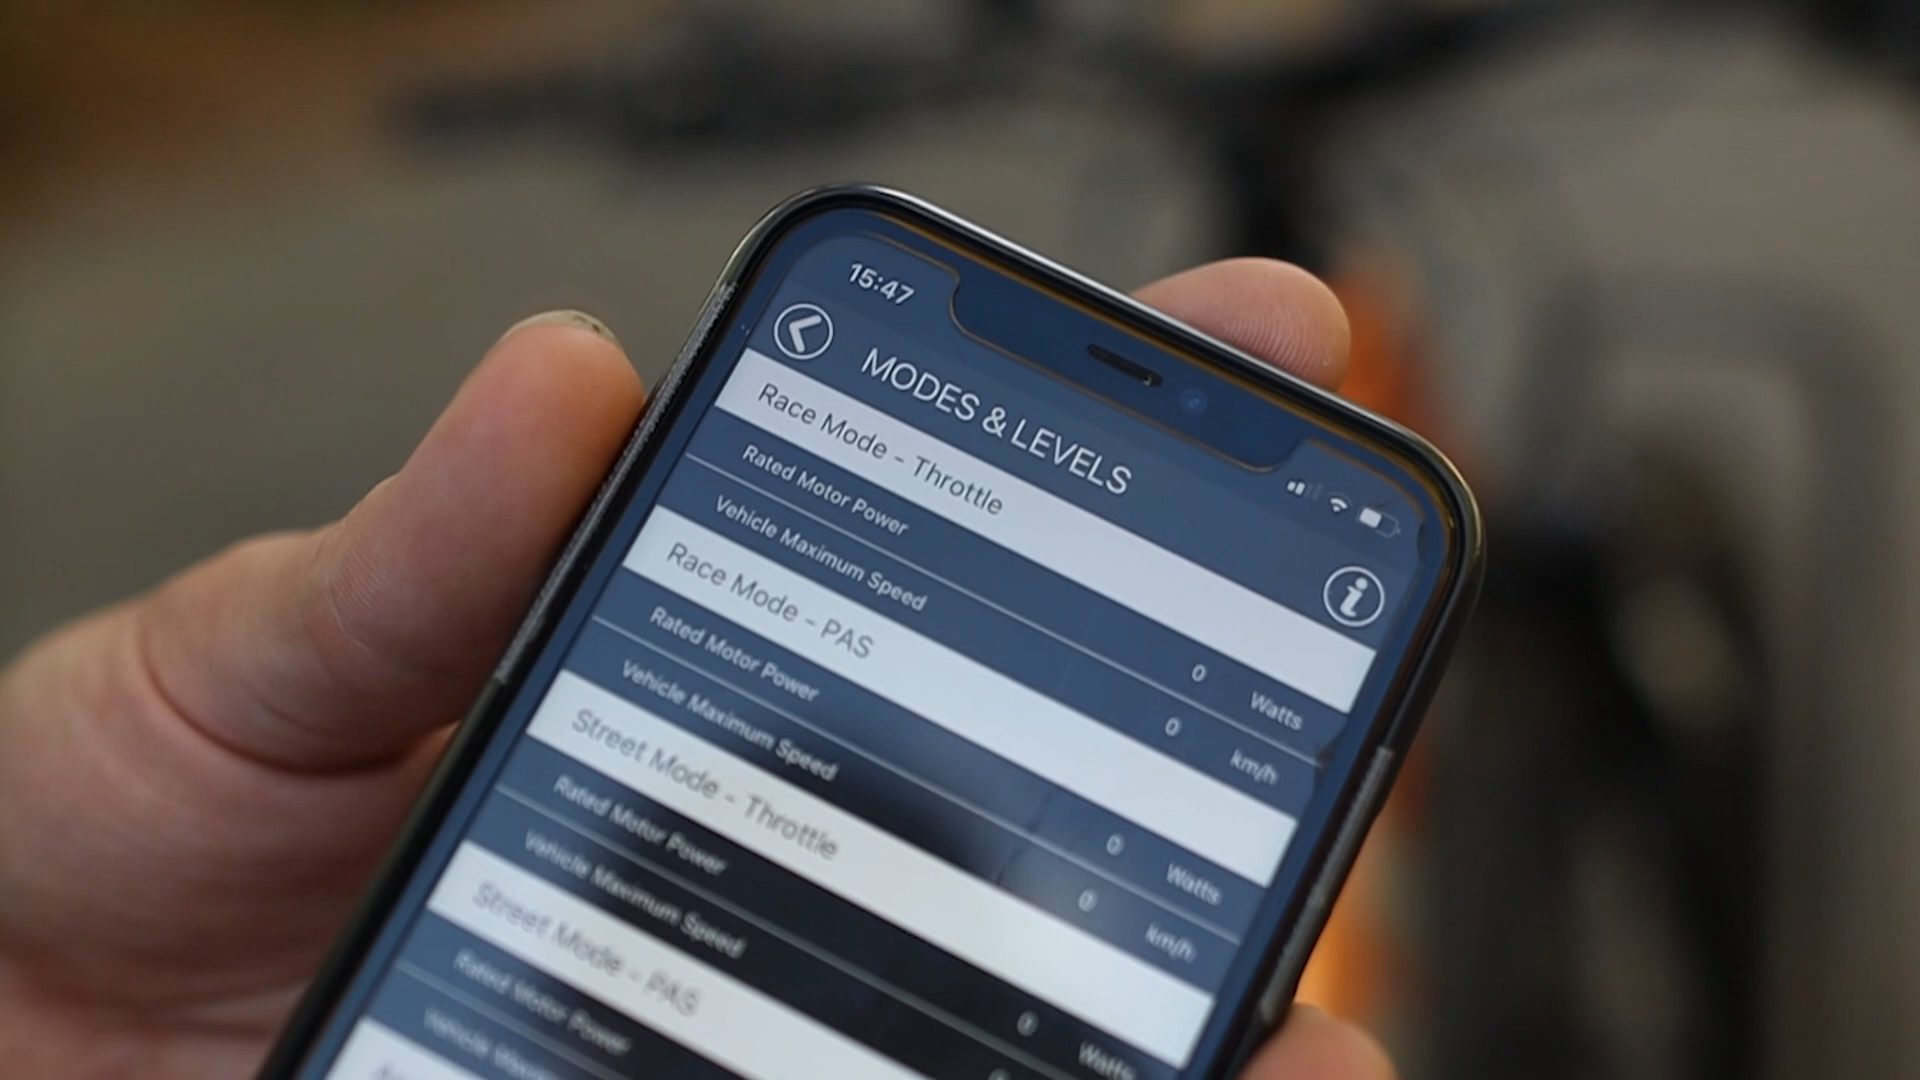 15:47
MODES & LEVELS
Race Mode - Throttle
Rated Motor Power 0 Watts
Vehicle Maximum Speed 0 km/h
Race Mode - PAS
Rated Motor Power 0 Watts
Vehicle Maximum Speed 0 km/h
Street Mode - Throttle
Rated Motor Power 0 Watts
Vehicle Maximum Speed 0
Street Mode - PAS
Rated Motor Power
Vehicle